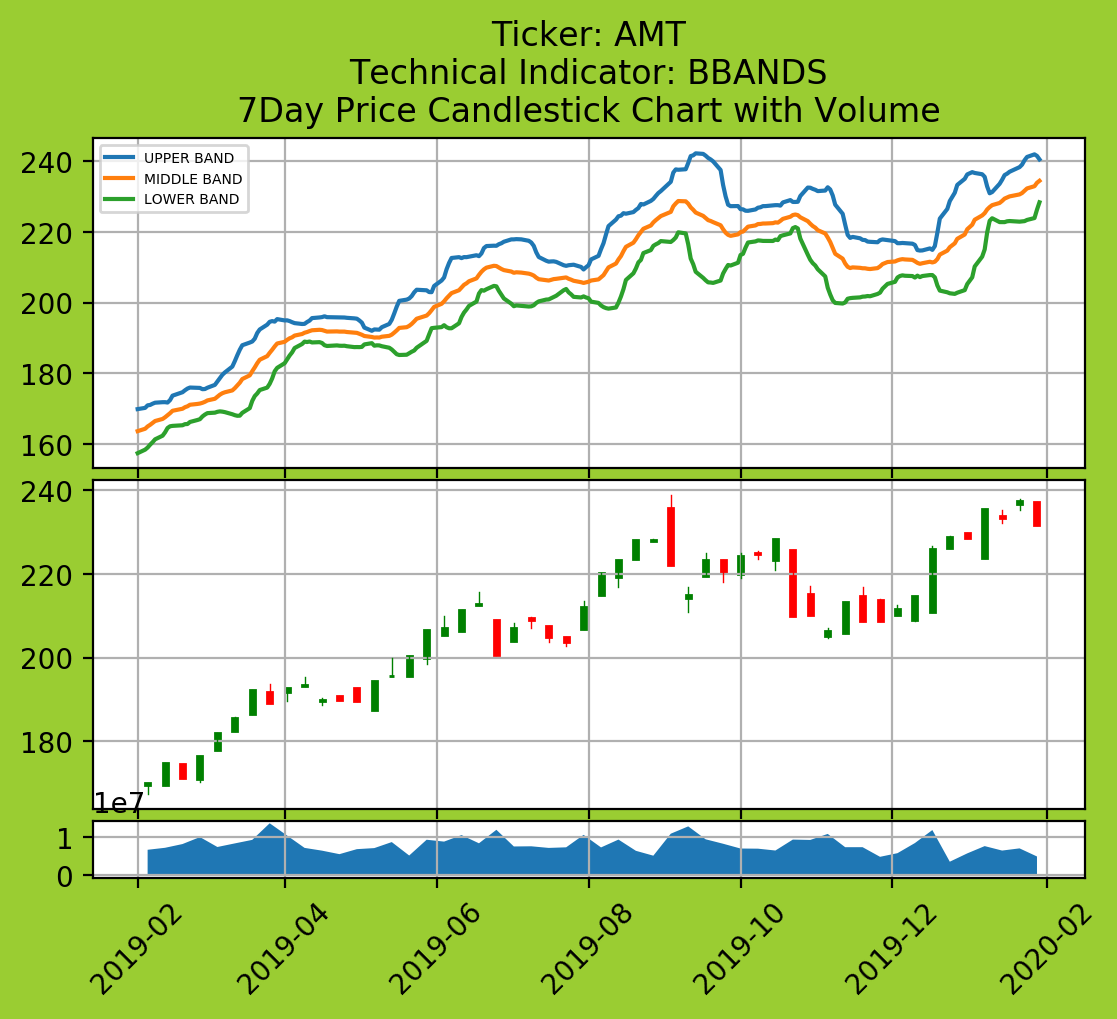 Ticker: AMT
Technical Indicator: BBANDS
7Day Price Candlestick Chart with Volume
UPPER BAND
MIDDLE BAND
LOWER BAND
240
220
200
180
160
240
220
200
180
1e7
1
0
2019-02
2019-04
2019-06
2019-08
2019-10
2019-12
2020-02